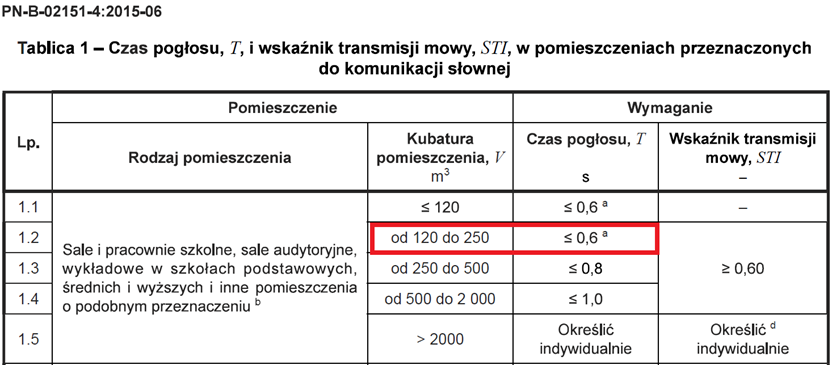 PN-B-02151-4:2015-06
Tablica 1 – Czas pogłosu, T, i wskaźnik transmisji mowy, STI, w pomieszczeniach przeznaczonych
do komunikacji słownej
Lp.
Pomieszczenie
Wymaganie
Rodzaj pomieszczenia
Kubatura
pomieszczenia, V
m³
Czas pogłosu, T
s
Wskaźnik transmisji
mowy, STI
–
1.1
≤ 120
≤ 0,6 ᵃ
–
1.2
od 120 do 250
≤ 0,6 ᵃ
1.3
od 250 do 500
≤ 0,8
1.4
od 500 do 2 000
≤ 1,0
1.5
> 2000
Określić
indywidualnie
Sale i pracownie szkolne, sale audytoryjne,
wykładowe w szkołach podstawowych,
średnich i wyższych i inne pomieszczenia
o podobnym przeznaczeniu ᵇ
≥ 0,60
Określić ᵈ
indywidualnie